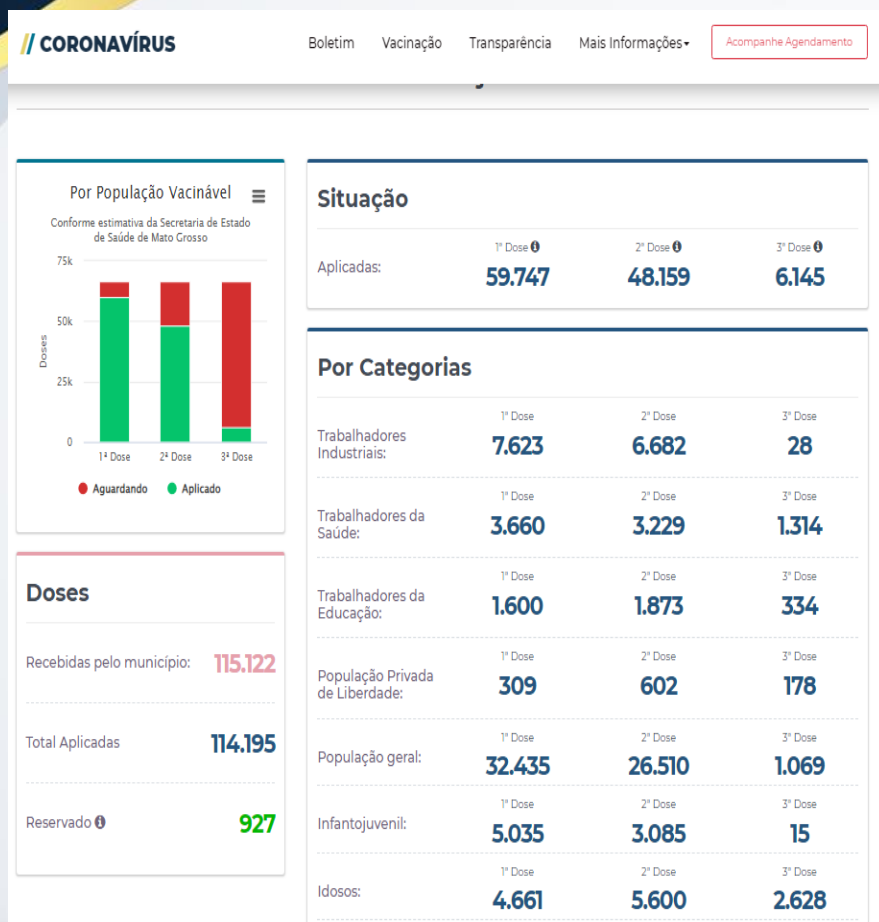 // CORONAVÍRUS
Boletim Vacinação Transparência Mais Informações Acompanhe Agendamento
Por População Vacinável
Conforme estimativa da Secretaria de Estado
de Saúde de Mato Grosso
75k
50k
25k
0
Doses
1ª Dose 2ª Dose 3ª Dose
Aguardando Aplicado
Doses
Recebidas pelo município: 115.122
Total Aplicadas 114.195
Reservado 927
Situação
1ª Dose 2ª Dose 3ª Dose
Aplicadas: 59.747 48.159 6.145
Por Categorias
1ª Dose 2ª Dose 3ª Dose
Trabalhadores
Industriais: 7.623 6.682 28
1ª Dose 2ª Dose 3ª Dose
Trabalhadores da
Saúde: 3.660 3.229 1.314
1ª Dose 2ª Dose 3ª Dose
Trabalhadores da
Educação: 1.600 1.873 334
1ª Dose 2ª Dose 3ª Dose
População Privada
de Liberdade: 309 602 178
1ª Dose 2ª Dose 3ª Dose
População geral: 32.435 26.510 1.069
1ª Dose 2ª Dose 3ª Dose
Infantojuvenil: 5.035 3.085 15
1ª Dose 2ª Dose 3ª Dose
Idosos: 4.661 5.600 2.628